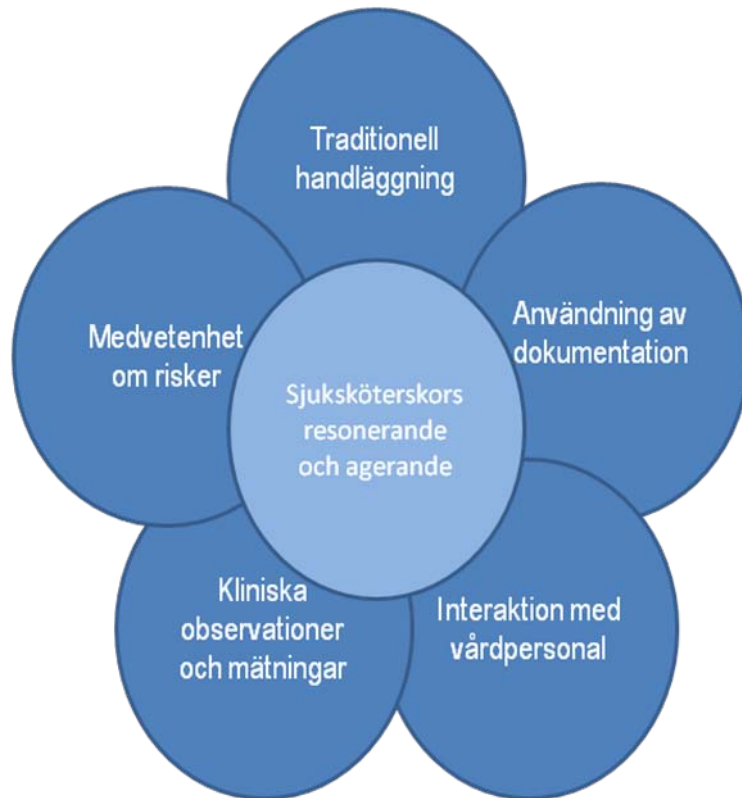 Traditionell
handläggning
Användning av
dokumentation
Medvetenhet
om risker
Sjuksköterskors
resonerande
och agerande
Kliniska
observationer
och mätningar
Interaktion med
vårdpersonal